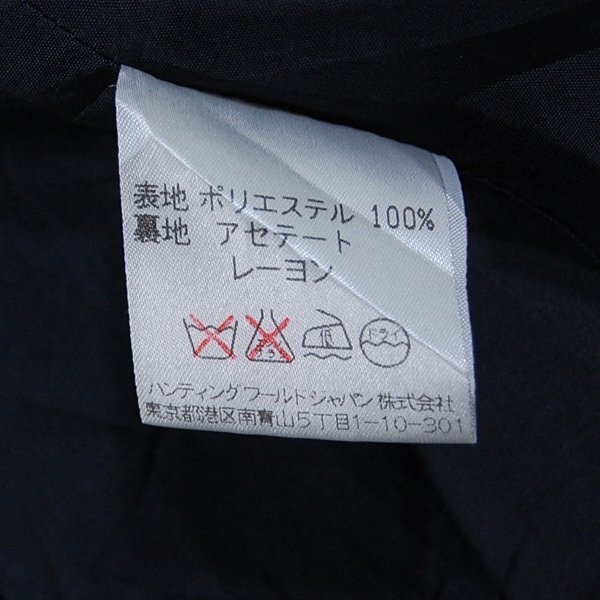 表地 ポリエステル 100%
裏地 アセテート
レーヨン
低 ドライ
ハンティングワールドジャパン株式会社
東京都港区南青山5丁目1-10-301